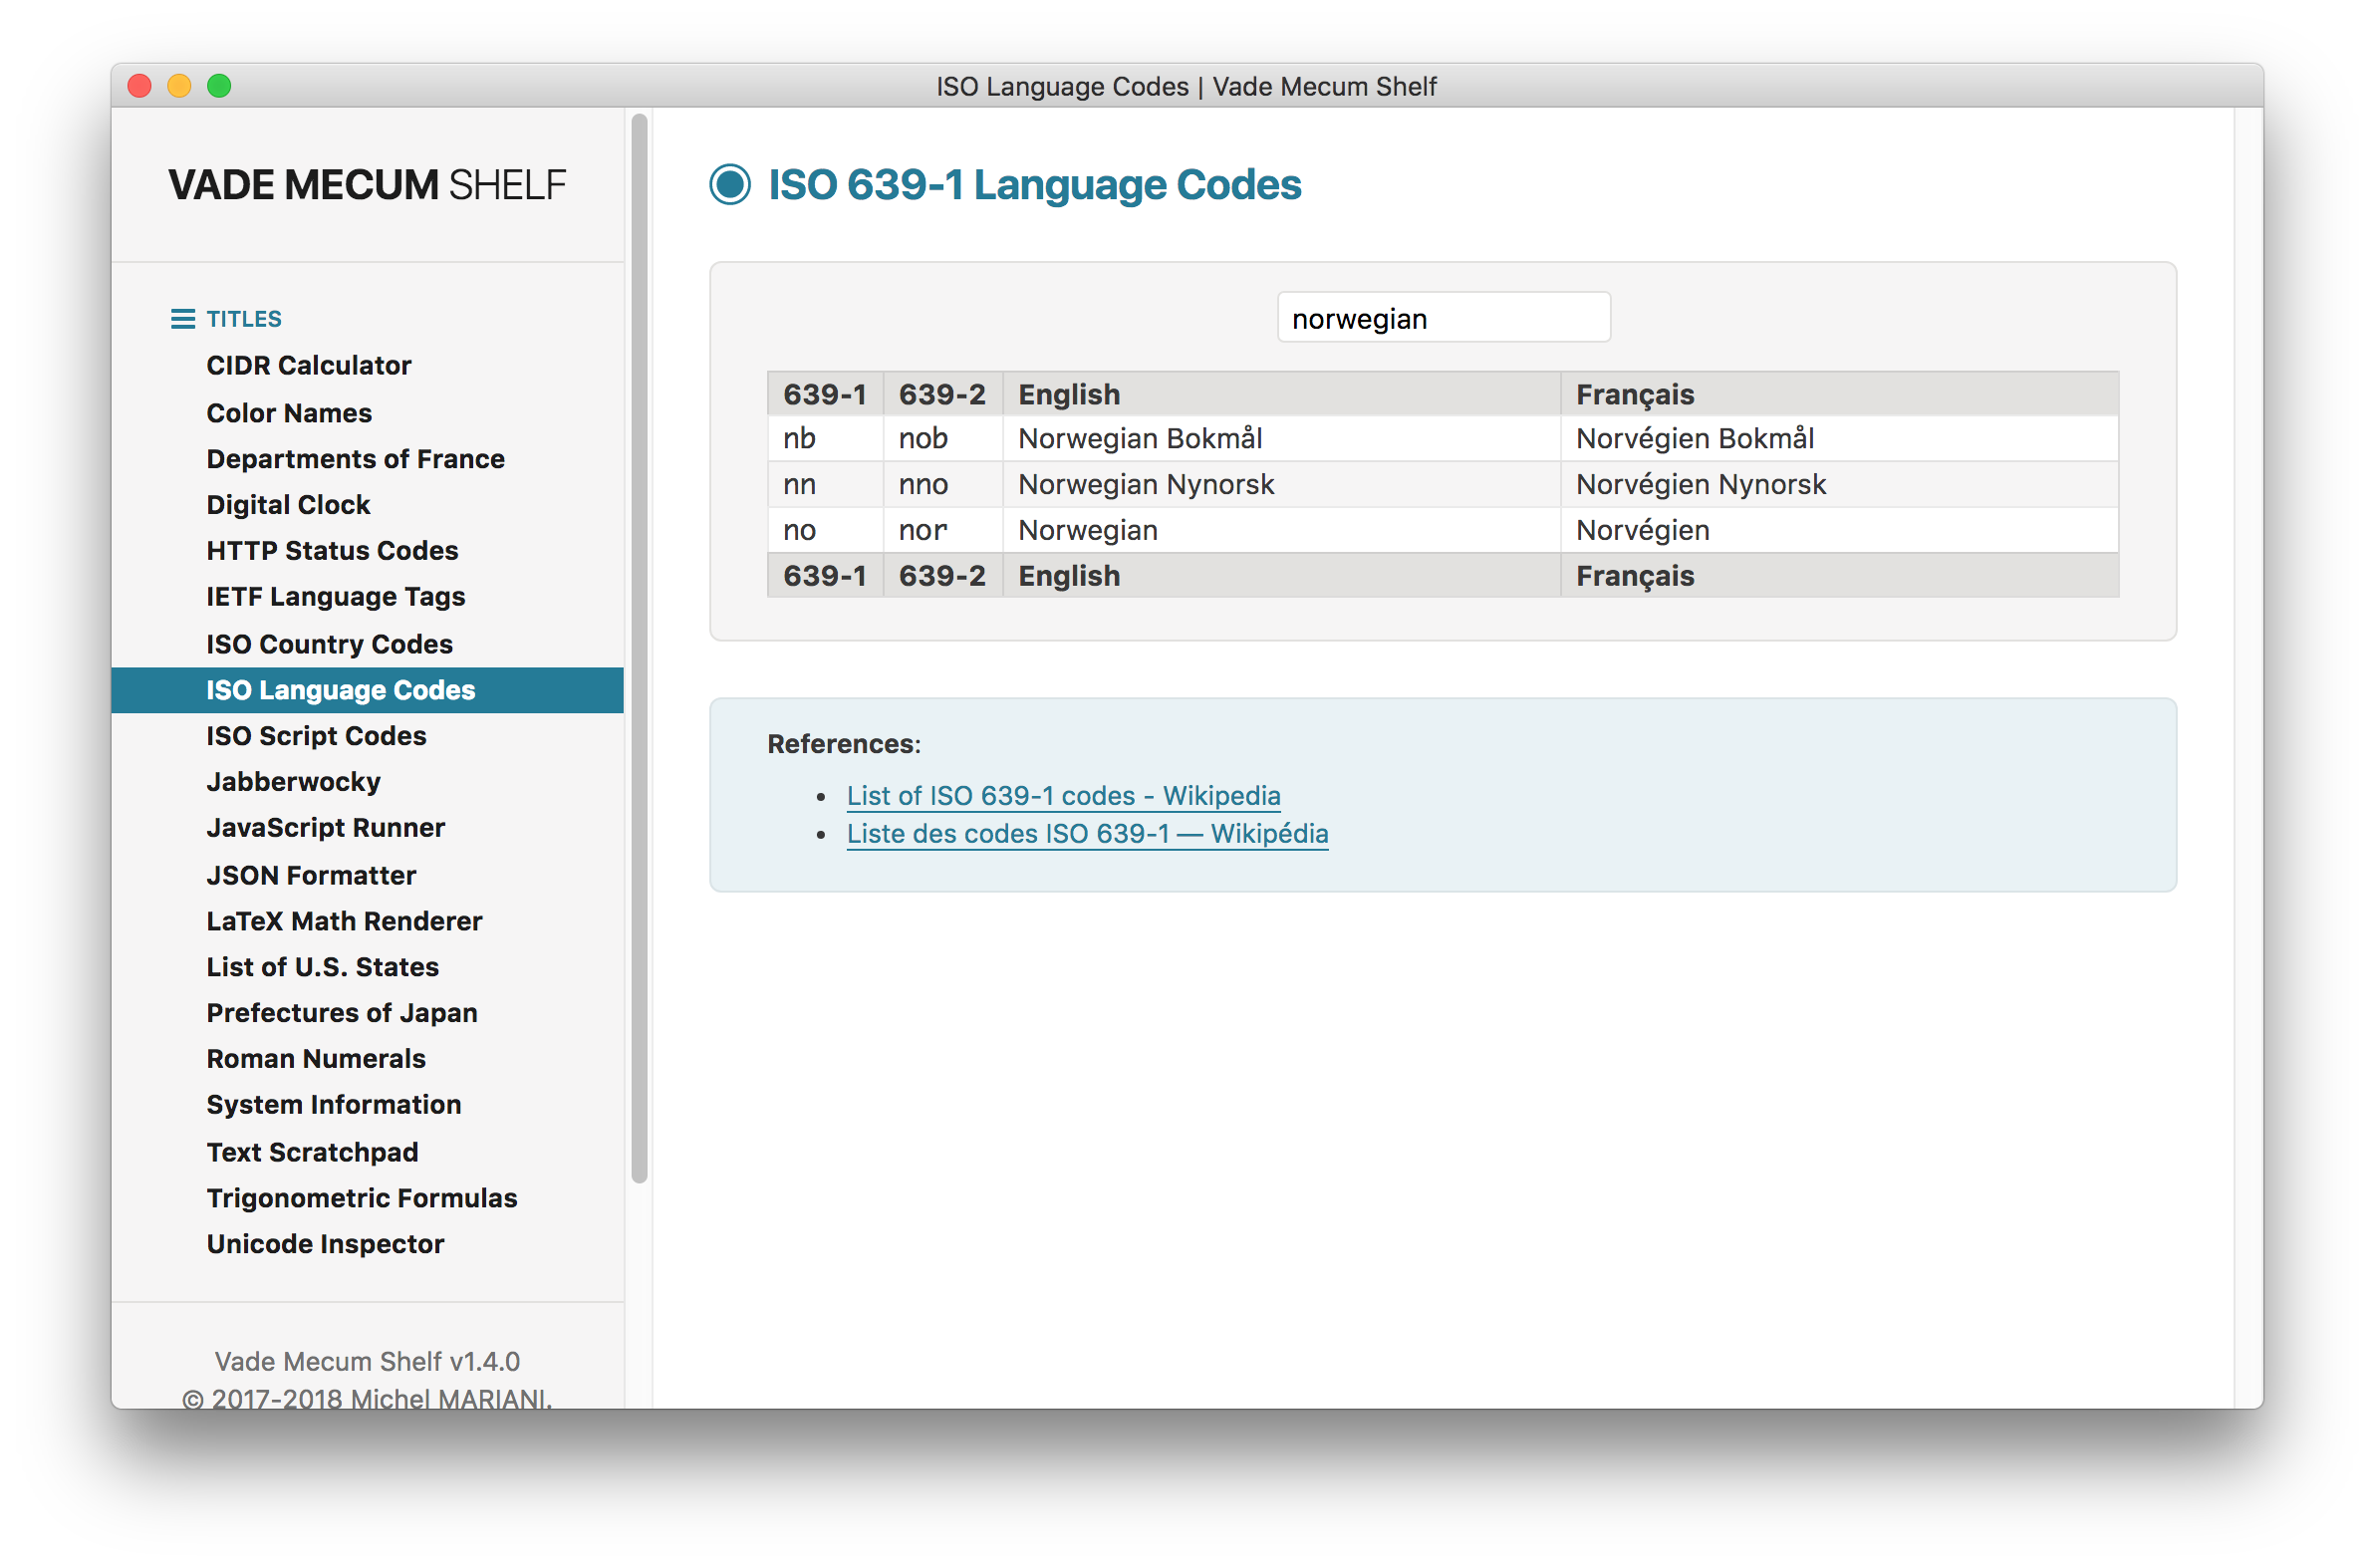 ISO Language Codes | Vade Mecum Shelf
VADE MECUM SHELF
TITLES
CIDR Calculator
Color Names
Departments of France
Digital Clock
HTTP Status Codes
IETF Language Tags
ISO Country Codes
ISO Language Codes
ISO Script Codes
Jabberwocky
JavaScript Runner
JSON Formatter
LaTeX Math Renderer
List of U.S. States
Prefectures of Japan
Roman Numerals
System Information
Text Scratchpad
Trigonometric Formulas
Unicode Inspector
Vade Mecum Shelf v1.4.0
© 2017-2018 Michel MARIANI.
ISO 639-1 Language Codes
norwegian
639-1 639-2 English Français
nb nob Norwegian Bokmål Norvégien Bokmål
nn nno Norwegian Nynorsk Norvégien Nynorsk
no nor Norwegian Norvégien
639-1 639-2 English Français
References:
• List of ISO 639-1 codes - Wikipedia
• Liste des codes ISO 639-1 — Wikipédia